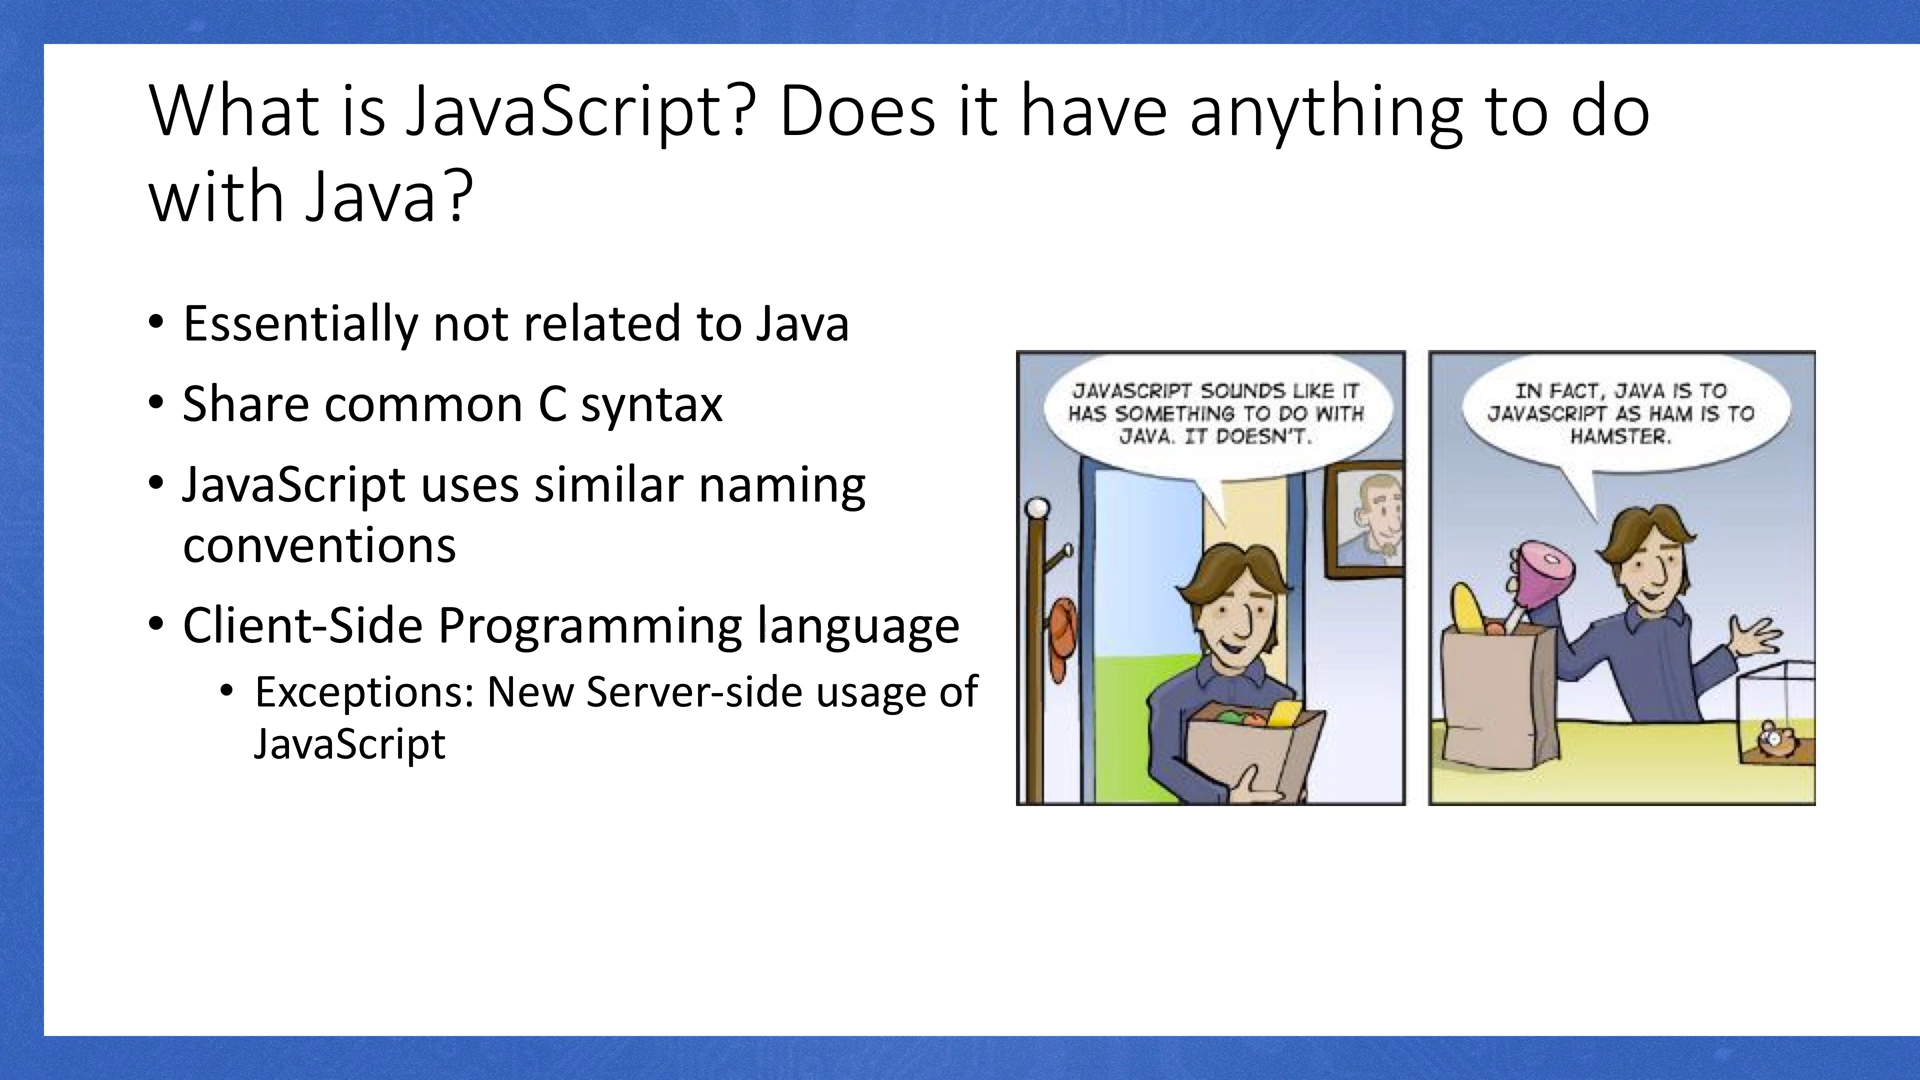 What is JavaScript? Does it have anything to do
with Java?
• Essentially not related to Java
• Share common C syntax
• JavaScript uses similar naming
conventions
• Client-Side Programming language
• Exceptions: New Server-side usage of
JavaScript
JAVASCRIPT SOUNDS LIKE IT
HAS SOMETHING TO DO WITH
JAVA. IT DOESN'T.
IN FACT, JAVA IS TO
JAVASCRIPT AS HAM IS TO
HAMSTER.